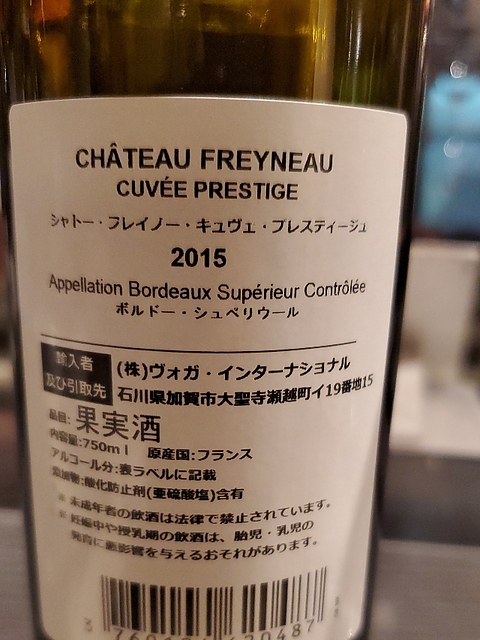 CHÂTEAU FREYNEAU
CUVÉE PRESTIGE
シャトー・フレイノー・キュヴェ・プレスティージュ
2015
Appellation Bordeaux Supérieur Contrôlée
ボルドー・シュペリウール
輸入者
及び引取先
(株)ヴォガ・インターナショナル
石川県加賀市大聖寺瀬越町イ19番地15
品目: 果実酒
内容量:750ml 原産国:フランス
アルコール分:表ラベルに記載
添加物:酸化防止剤(亜硫酸塩)含有
※未成年者の飲酒は法律で禁止されています。
※妊娠中や授乳期の飲酒は、胎児・乳児の
発育に悪影響を与えるおそれがあります。